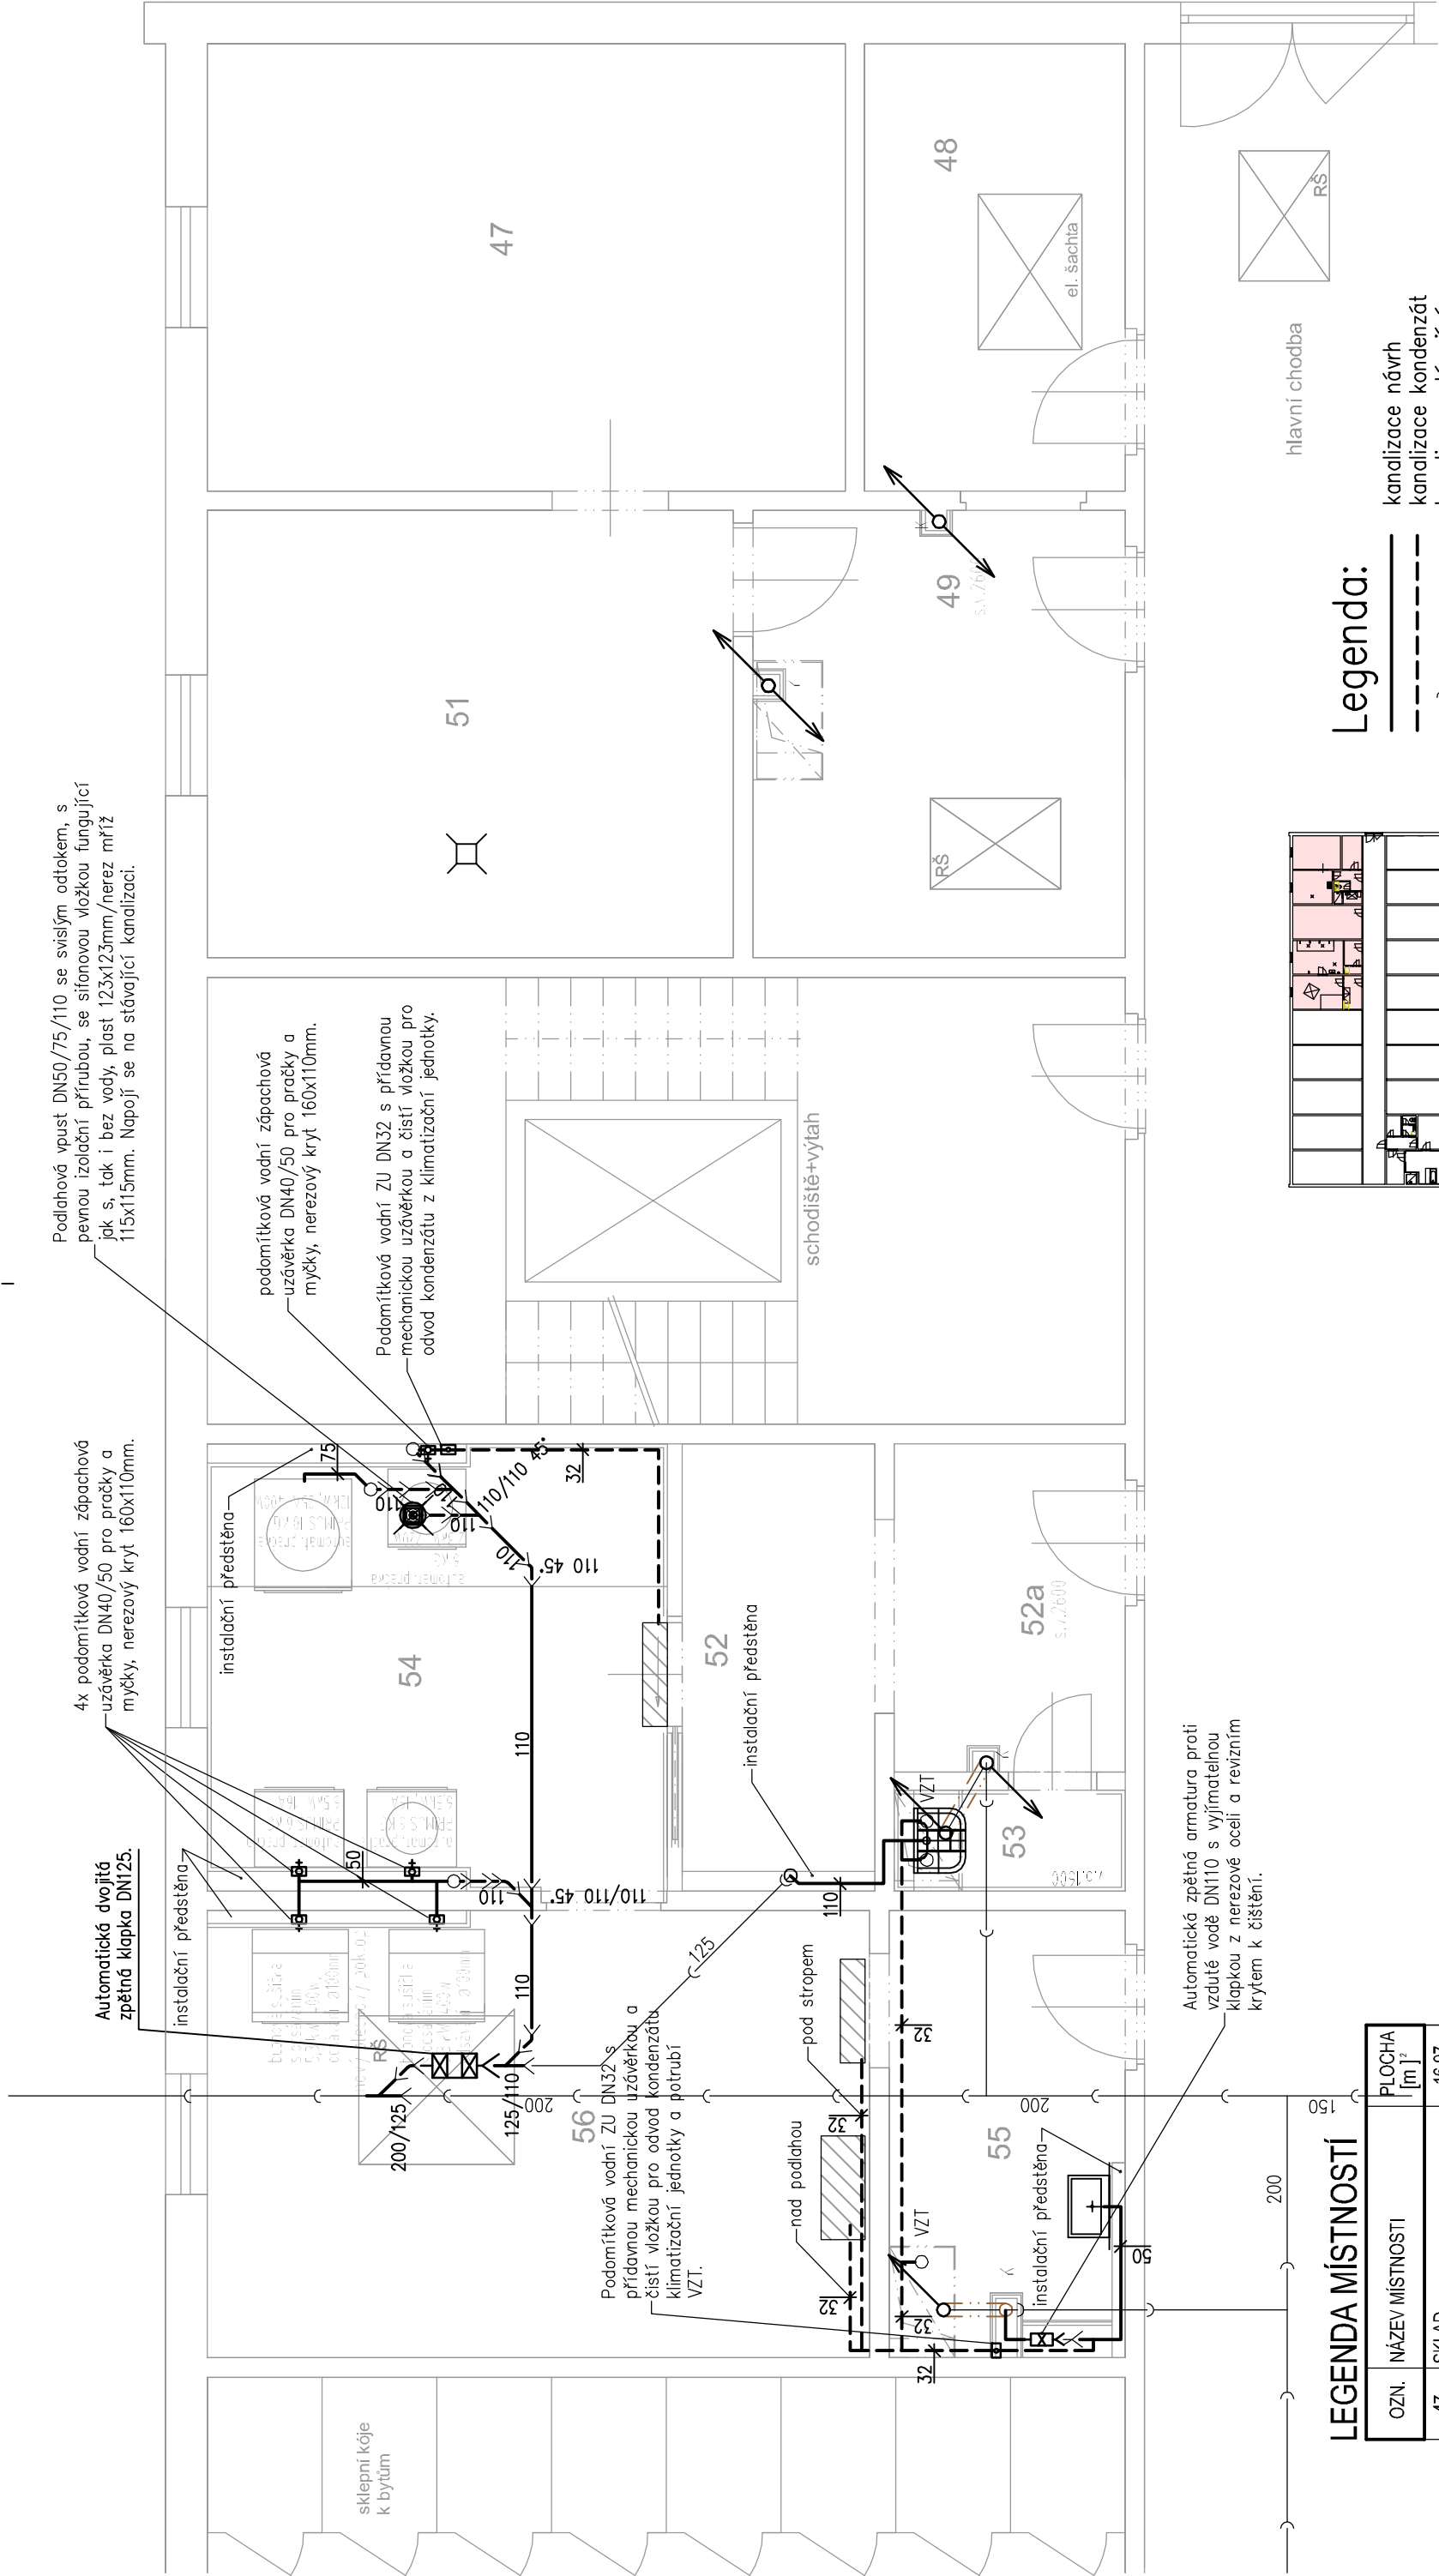 Podlahová vpust DN50/75/110 se svislým odtokem, s
pevnou izolační přírubou, se sifonovou vložkou fungující
jak s, tak i bez vody, plast 123x123mm/nerez mříž
115x115mm. Napojí se na stávající kanalizaci.
podomítková vodní zápachová
uzávěrka DN40/50 pro pračky a
myčky, nerezový kryt 160x110mm.
Podomítková vodní ZU DN32 s přídavnou
mechanickou uzávěrkou a čistí vložkou pro
odvod kondenzátu z klimatizační jednotky.
4x podomítková vodní zápachová
uzávěrka DN40/50 pro pračky a
myčky, nerezový kryt 160x110mm.
Automatická dvojitá
zpětná klapka DN125.
instalační předstěna
instalační předstěna
instalační předstěna
instalační předstěna
Podomítková vodní ZU DN32 s
přídavnou mechanickou uzávěrkou a
čistí vložkou pro odvod kondenzátu
klimatizační jednotky a potrubí
VZT.
pod stropem
nad podlahou
Automatická zpětná armatura proti
vzduté vodě DN110 s vyjímatelnou
klapkou z nerezové oceli a revizním
krytem k čištění.
47
48
el. šachta
RŠ
hlavní chodba
49
51
RŠ
schodiště+výtah
52
52a
s.v.2600
53
54
55
56
RŠ
VZT
VZT
sklepní kóje
k bytům
75
110
110
110
110/110 45°
110
110 45°
110
110/110 45°
110
110
50
32
125
110
125/110
200/125
200
200
150
200
32
32
32
32
32
50
Legenda:
kanalizace návrh
kanalizace kondenzát
LEGENDA MÍSTNOSTÍ
OZN.
NÁZEV MÍSTNOSTI
PLOCHA
[m]²